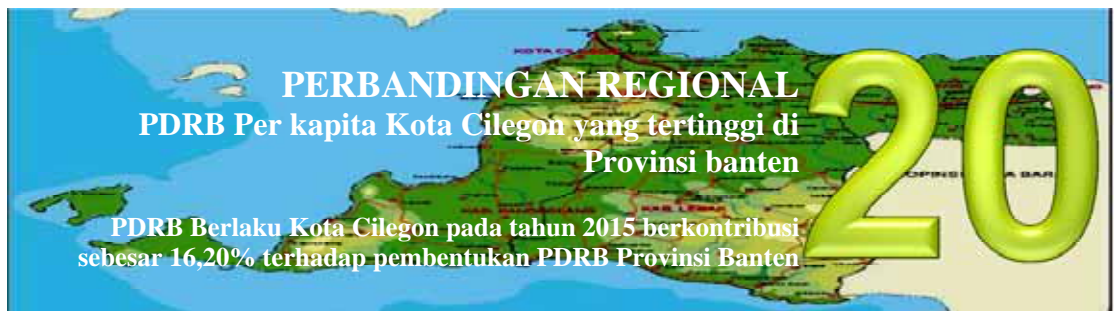 PERBANDINGAN REGIONAL
PDRB Per kapita Kota Cilegon yang tertinggi di
Provinsi banten
PDRB Berlaku Kota Cilegon pada tahun 2015 berkontribusi
sebesar 16,20% terhadap pembentukan PDRB Provinsi Banten
20